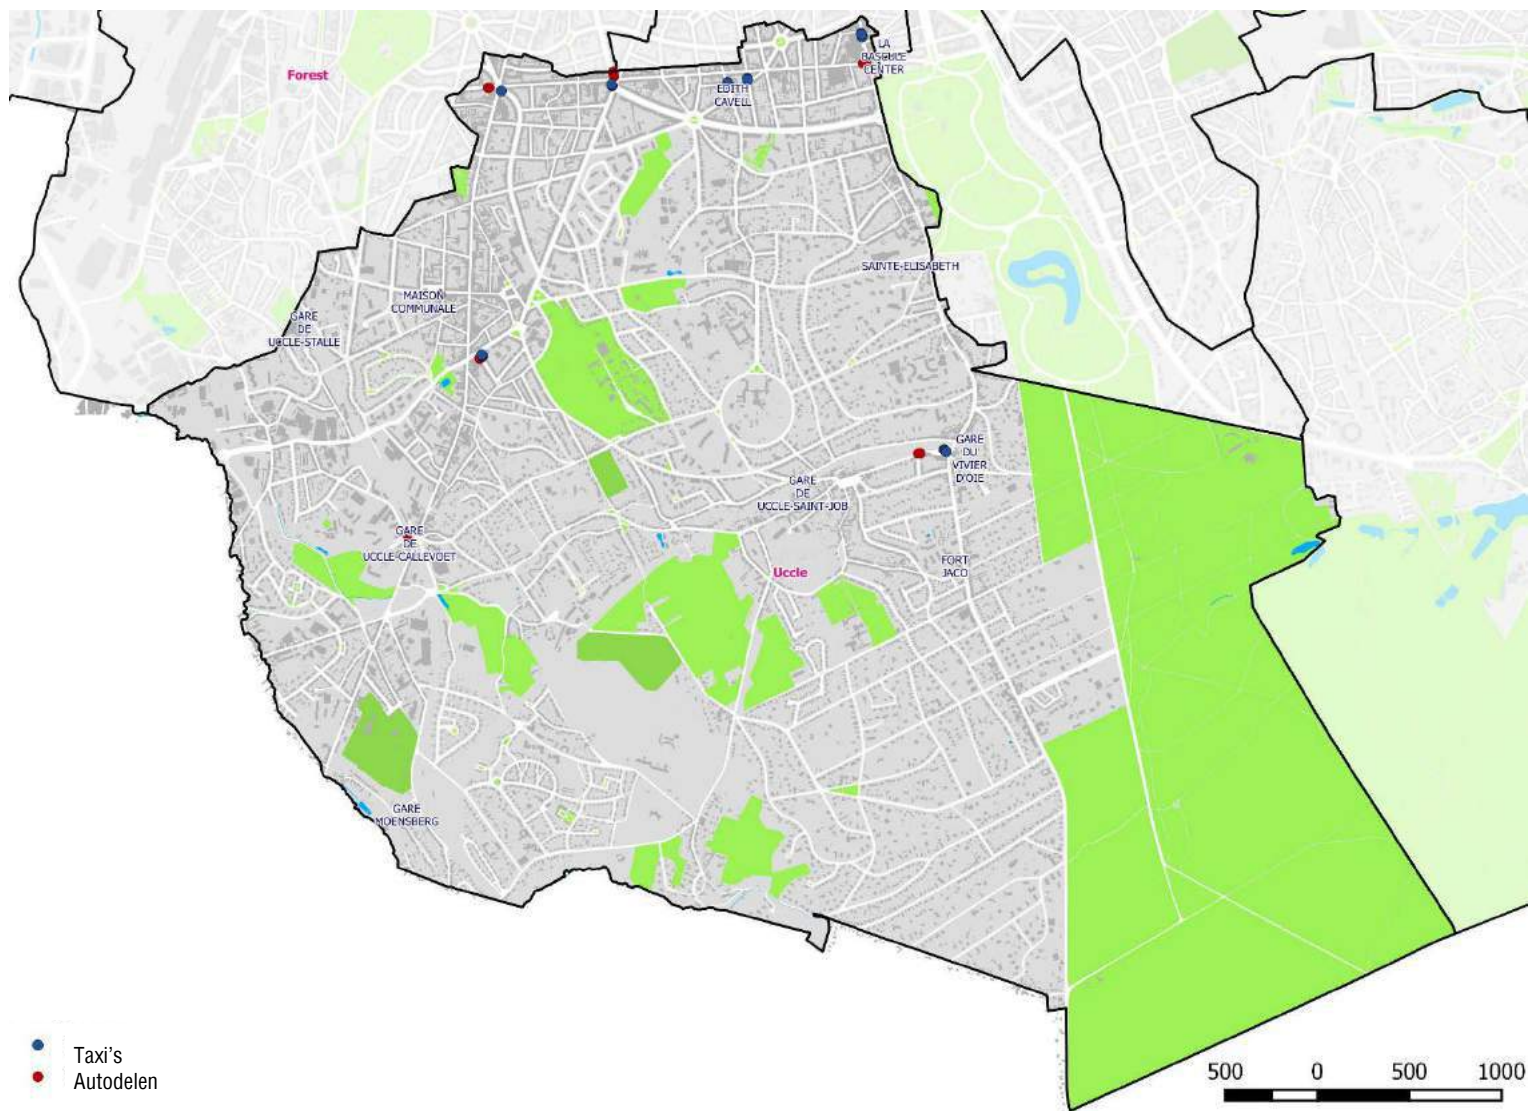 LA
BASCULE
CENTER
Forest
EDITH
CAVELL
SAINTE-ELISABETH
MAISON
COMMUNALE
GARE
DE
UCCLE-STALLE
GARE
DU
VIVIER
D'OIE
GARE
DE
UCCLE-SAINT-JOB
GARE
DE
UCCLE-CALLEVOET
FORT
JACO
Uccle
GARE
MOENSBERG
Taxi's
Autodelen
500 0 500 1000